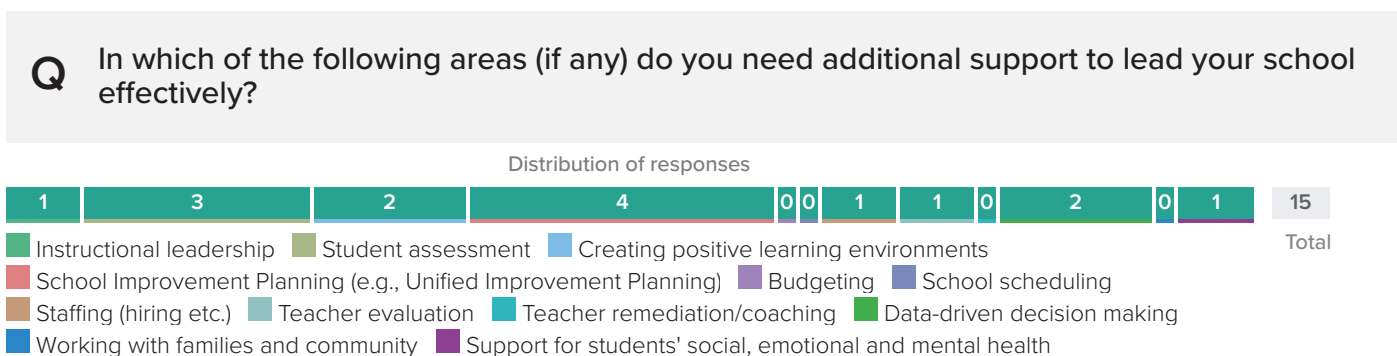 Q In which of the following areas (if any) do you need additional support to lead your school
effectively?
Distribution of responses
1 3 2 4 0 0 1 1 0 2 0 1 15
Total
Instructional leadership Student assessment Creating positive learning environments
School Improvement Planning (e.g., Unified Improvement Planning) Budgeting School scheduling
Staffing (hiring etc.) Teacher evaluation Teacher remediation/coaching Data-driven decision making
Working with families and community Support for students' social, emotional and mental health